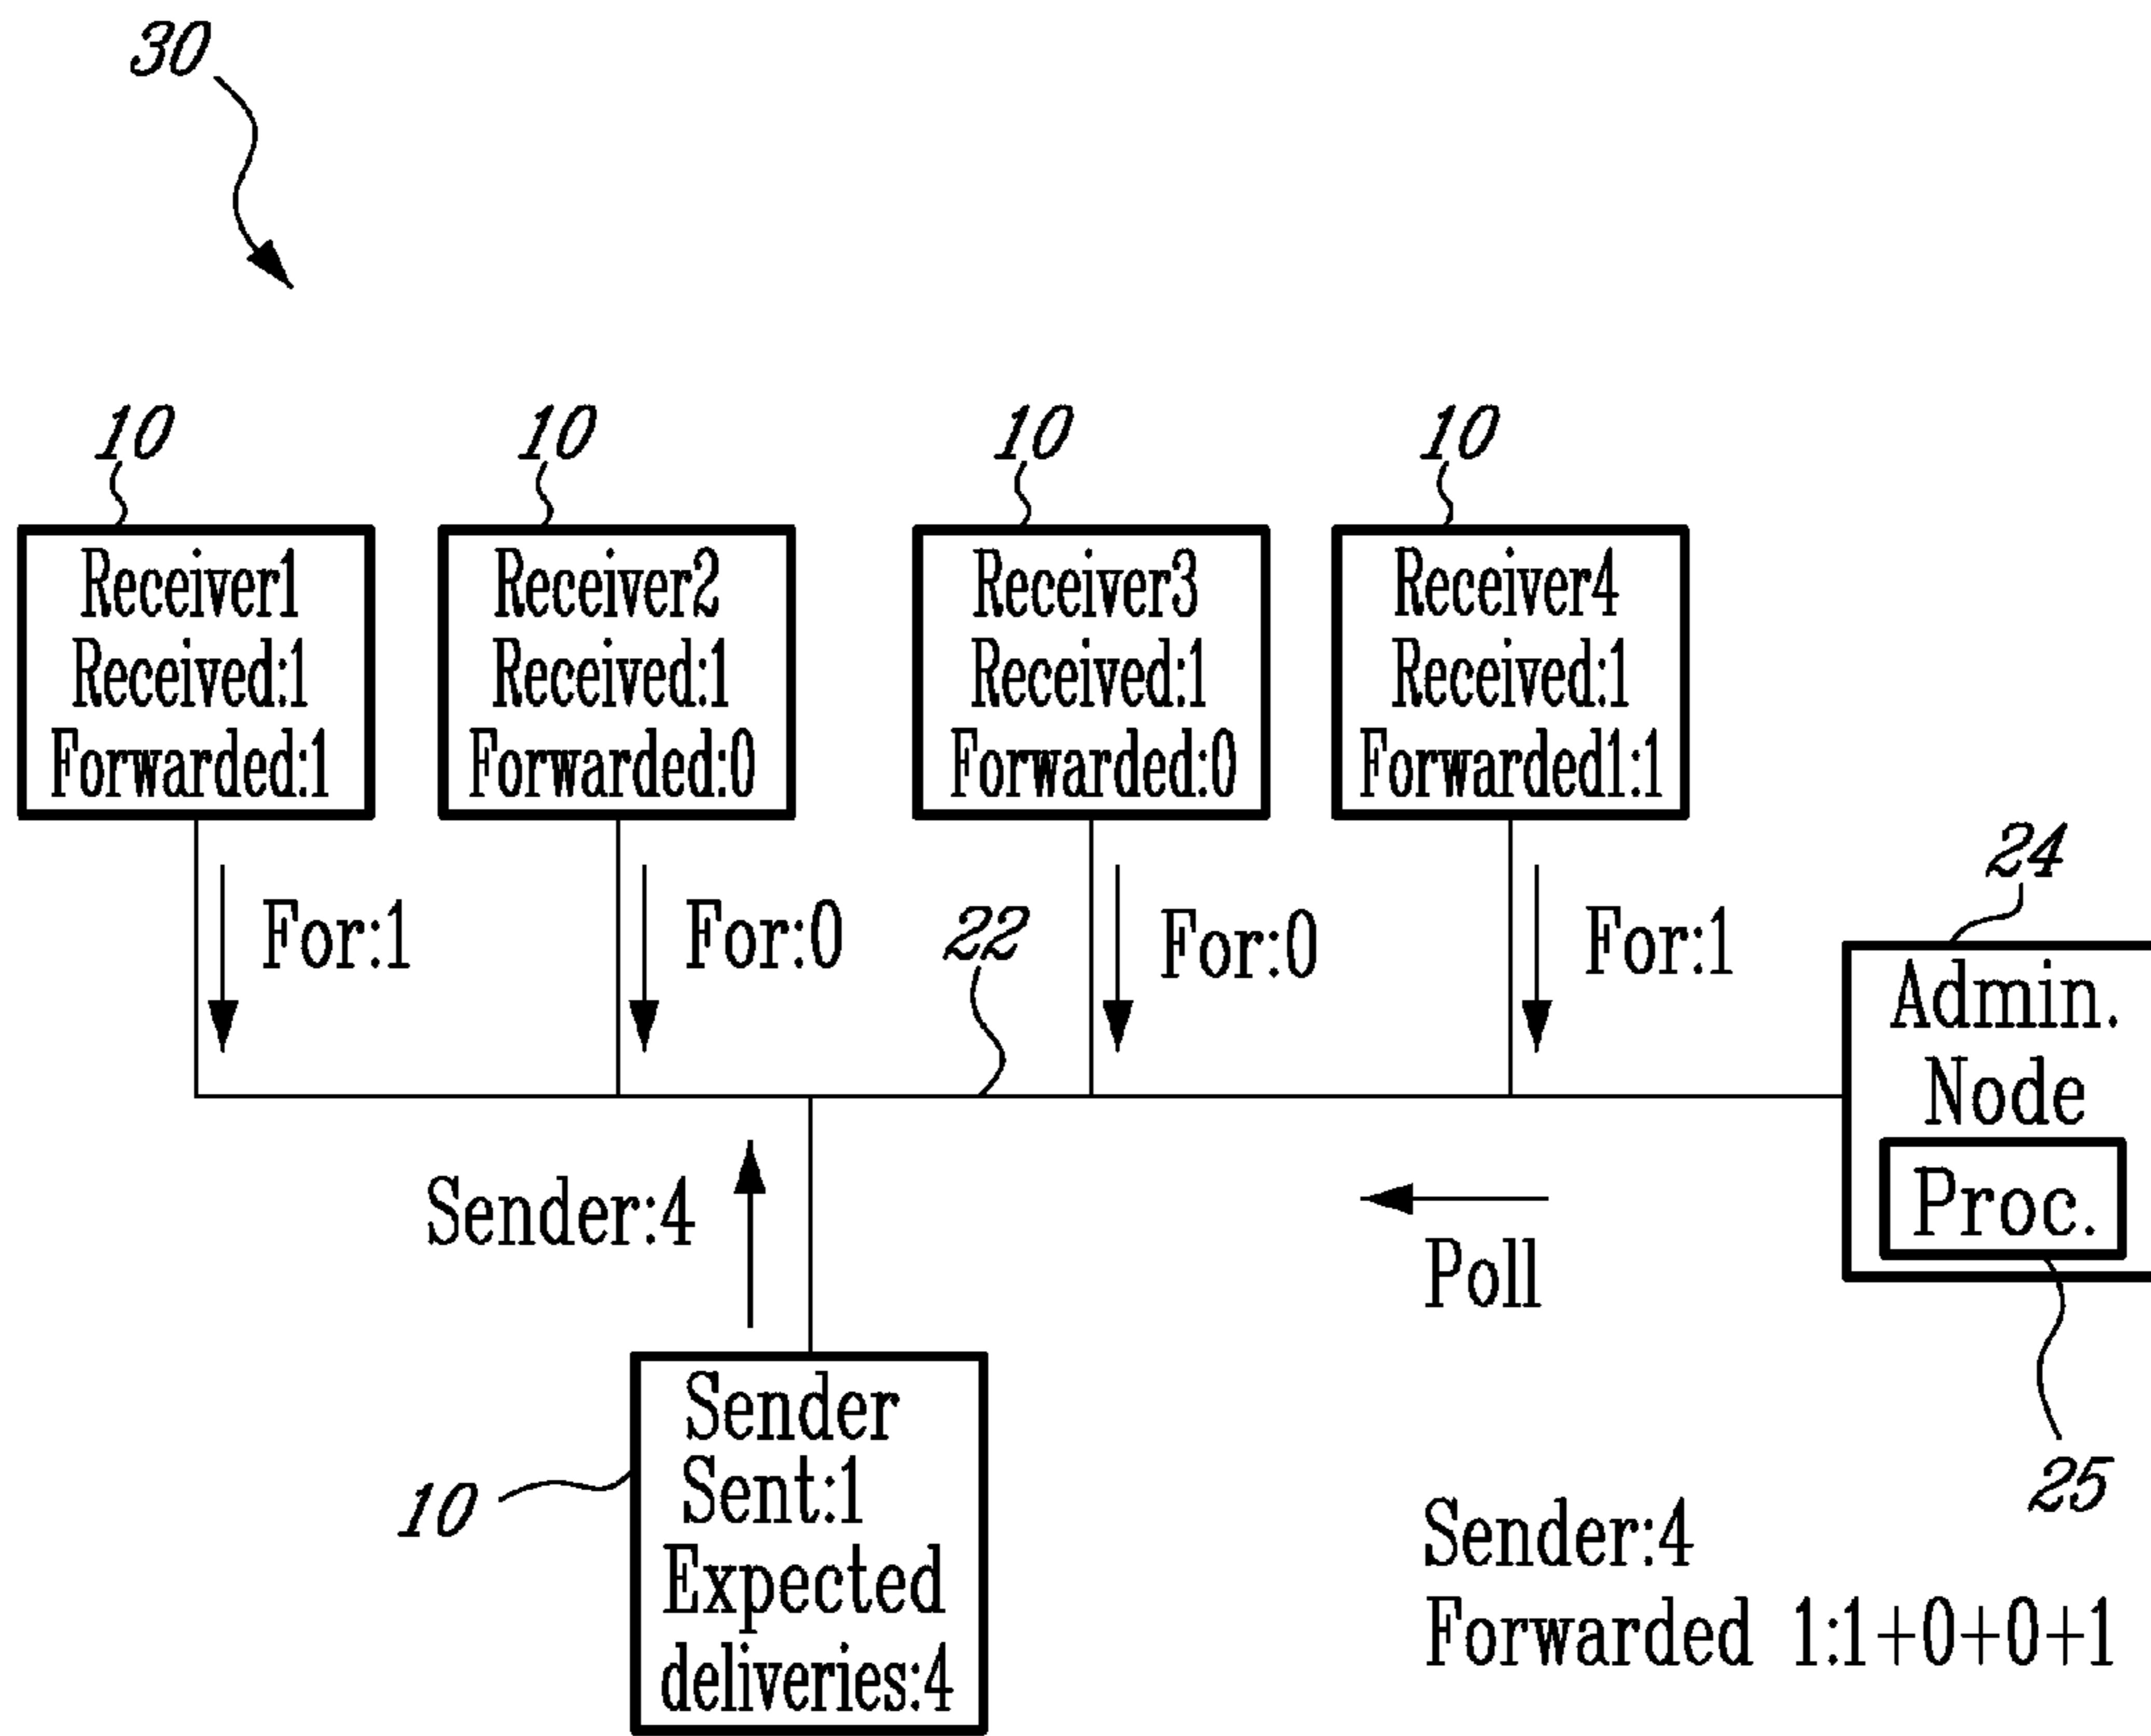 30
10
10
10
10
Receiver1
Received:1
Forwarded:1
Receiver2
Received:1
Forwarded:0
Receiver3
Received:1
Forwarded:0
Receiver4
Received:1
Forwarded1:1
For:1
For:0
22
For:0
For:1
24
Admin.
Node
Proc.
25
Sender:4
Poll
10
Sender
Sent:1
Expected
deliveries:4
Sender:4
Forwarded 1:1+0+0+1